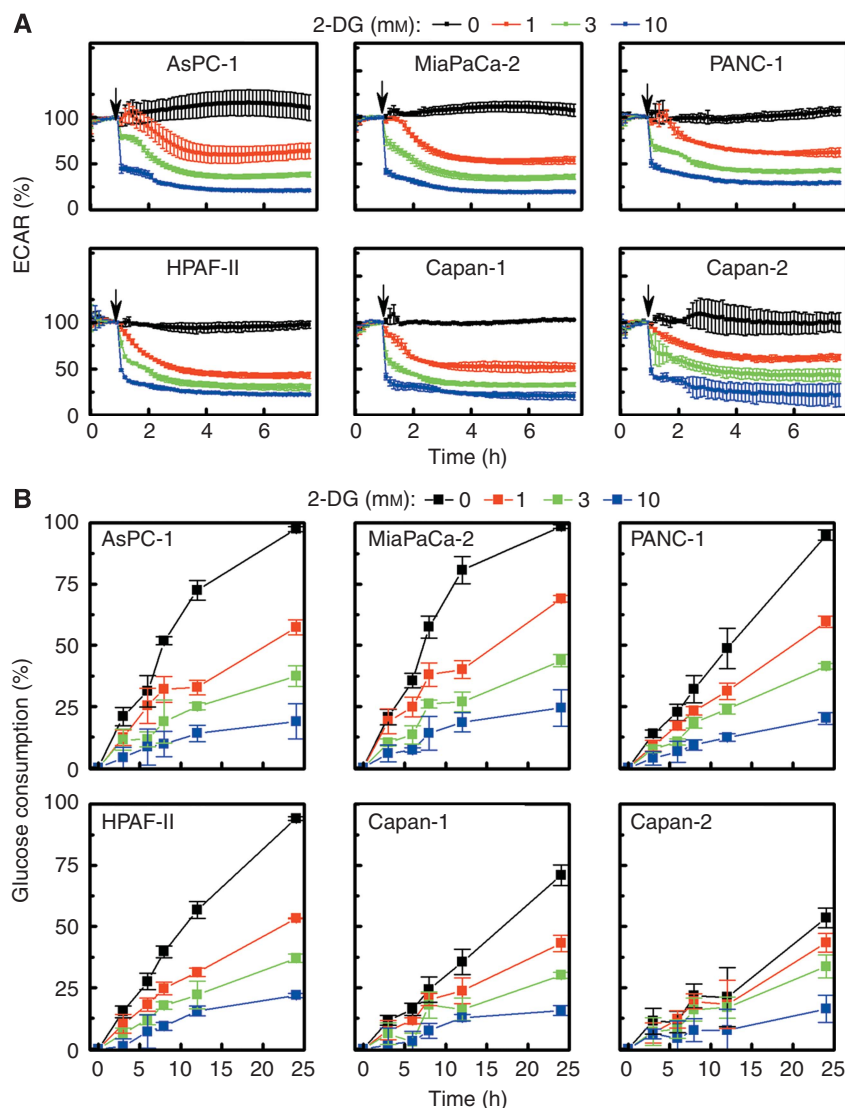 A
2-DG (mM): 0 1 3 10
AsPC-1 MiaPaCa-2 PANC-1
100
50
0
HPAF-II Capan-1 Capan-2
100
50
0
ECAR (%)
0 2 4 6 0 2 4 6 0 2 4 6
Time (h)
B
2-DG (mM): 0 1 3 10
100
AsPC-1 MiaPaCa-2 PANC-1
75
50
25
0
100
HPAF-II Capan-1 Capan-2
75
50
25
0
Glucose consumption (%)
0 5 10 15 20 25 0 5 10 15 20 25 0 5 10 15 20 25
Time (h)